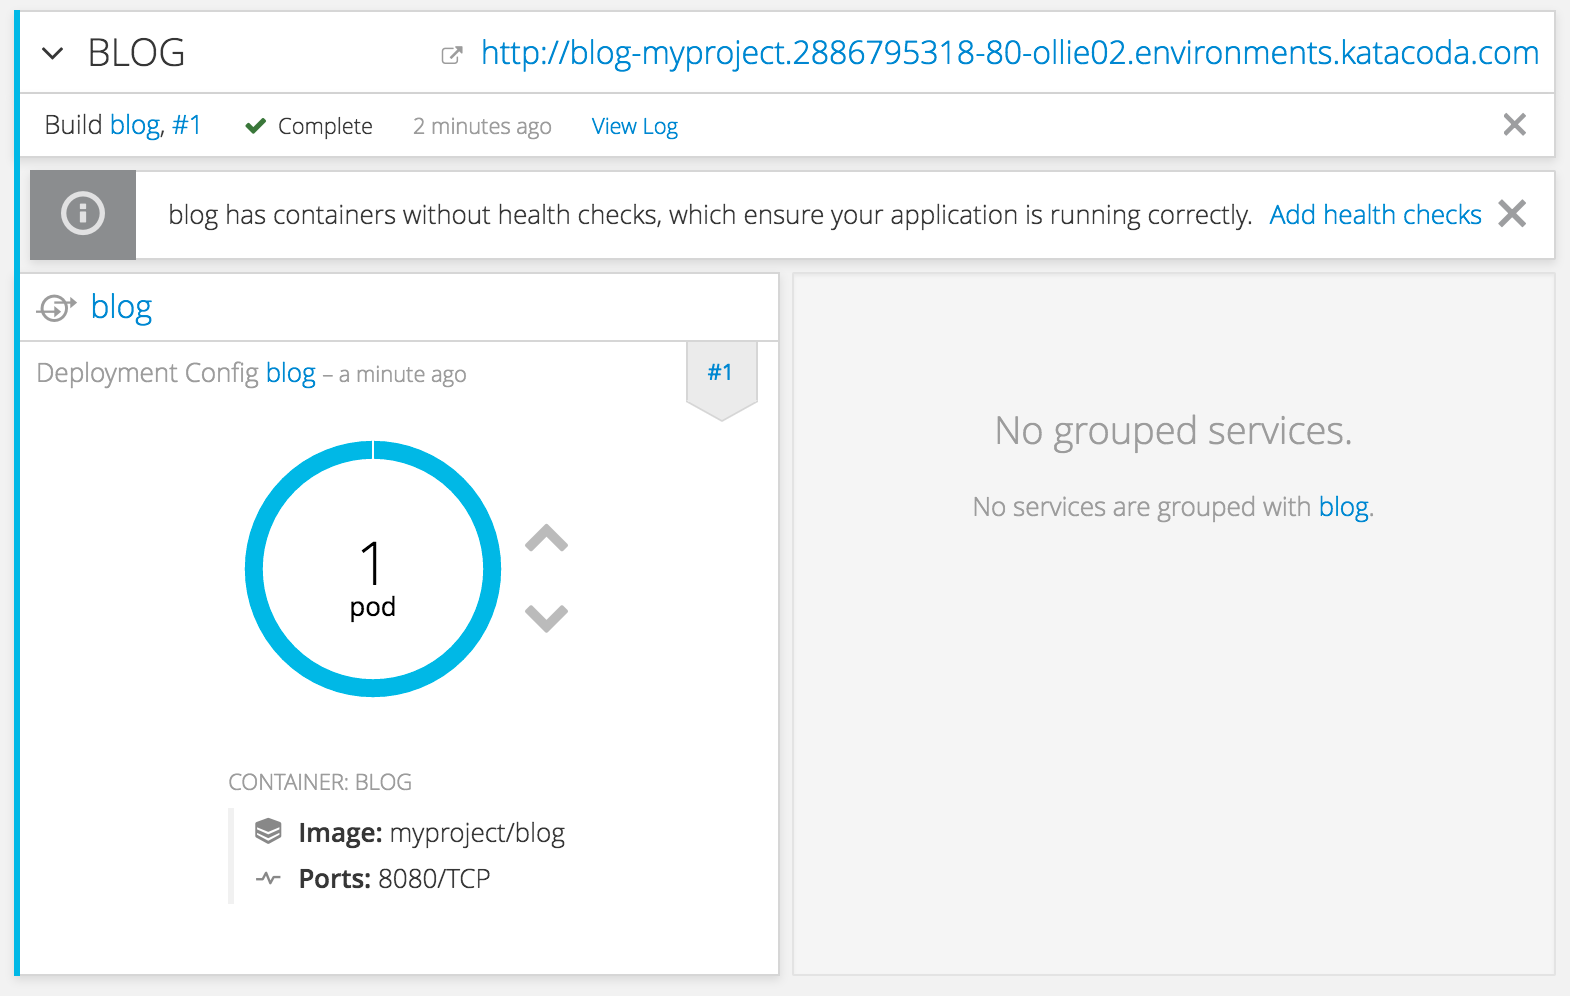 BLOG http://blog-myproject.2886795318-80-ollie02.environments.katacoda.com
Build blog, #1 Complete 2 minutes ago View Log
blog has containers without health checks, which ensure your application is running correctly. Add health checks
blog
Deployment Config blog – a minute ago #1
1
pod
CONTAINER: BLOG
Image: myproject/blog
Ports: 8080/TCP
No grouped services.
No services are grouped with blog.